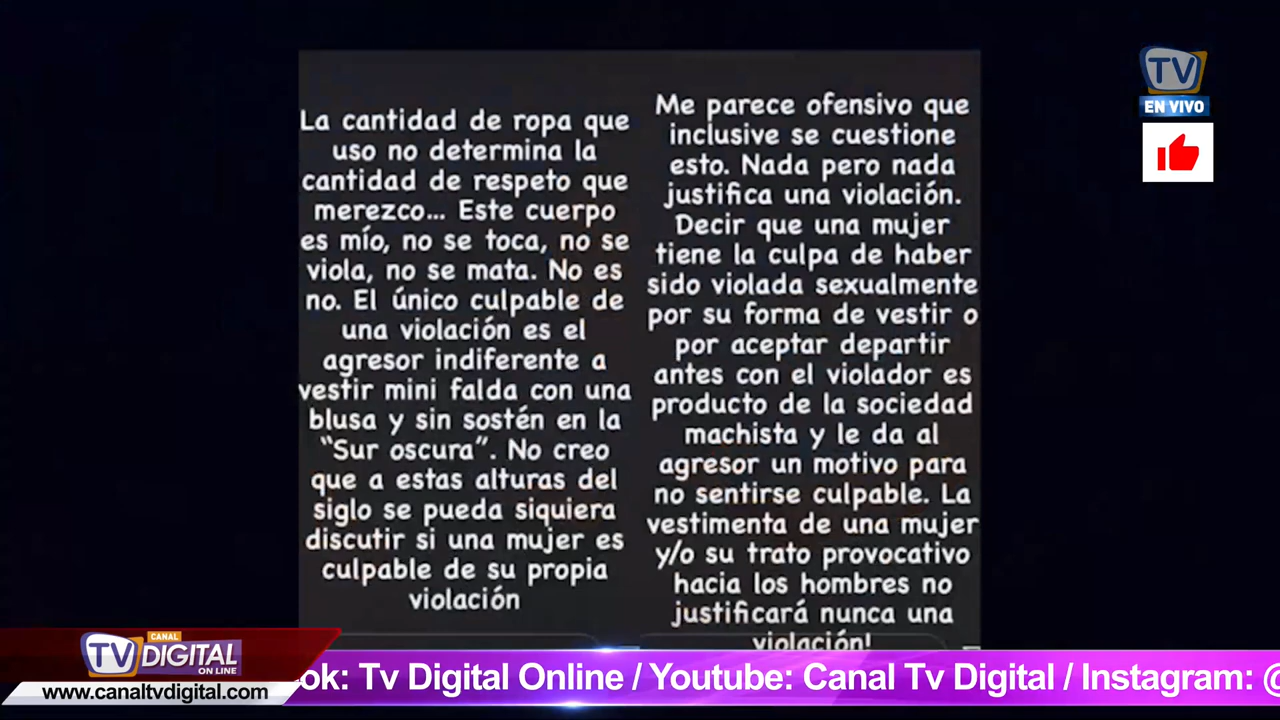 La cantidad de ropa que
uso no determina la
cantidad de respeto que
merezco... Este cuerpo
es mío, no se toca, no se
viola, no se mata. No es
no. El único culpable de
una violación es el
agresor indiferente a
vestir mini falda con una
blusa y sin sostén en la
“Sur oscura”. No creo
que a estas alturas del
siglo se pueda siquiera
discutir si una mujer es
culpable de su propia
violación
Me parece ofensivo que
inclusive se cuestione
esto. Nada pero nada
justifica una violación.
Decir que una mujer
tiene la culpa de haber
sido violada sexualmente
por su forma de vestir o
por aceptar departir
antes con el violador es
producto de la sociedad
machista y le da al
agresor un motivo para
no sentirse culpable. La
vestimenta de una mujer
y/o su trato provocativo
hacia los hombres no
justificará nunca una
violación!
TV
EN VIVO
CANAL
TV DIGITAL
ON LINE
www.canaltvdigital.com
ok: Tv Digital Online / Youtube: Canal Tv Digital / Instagram: @